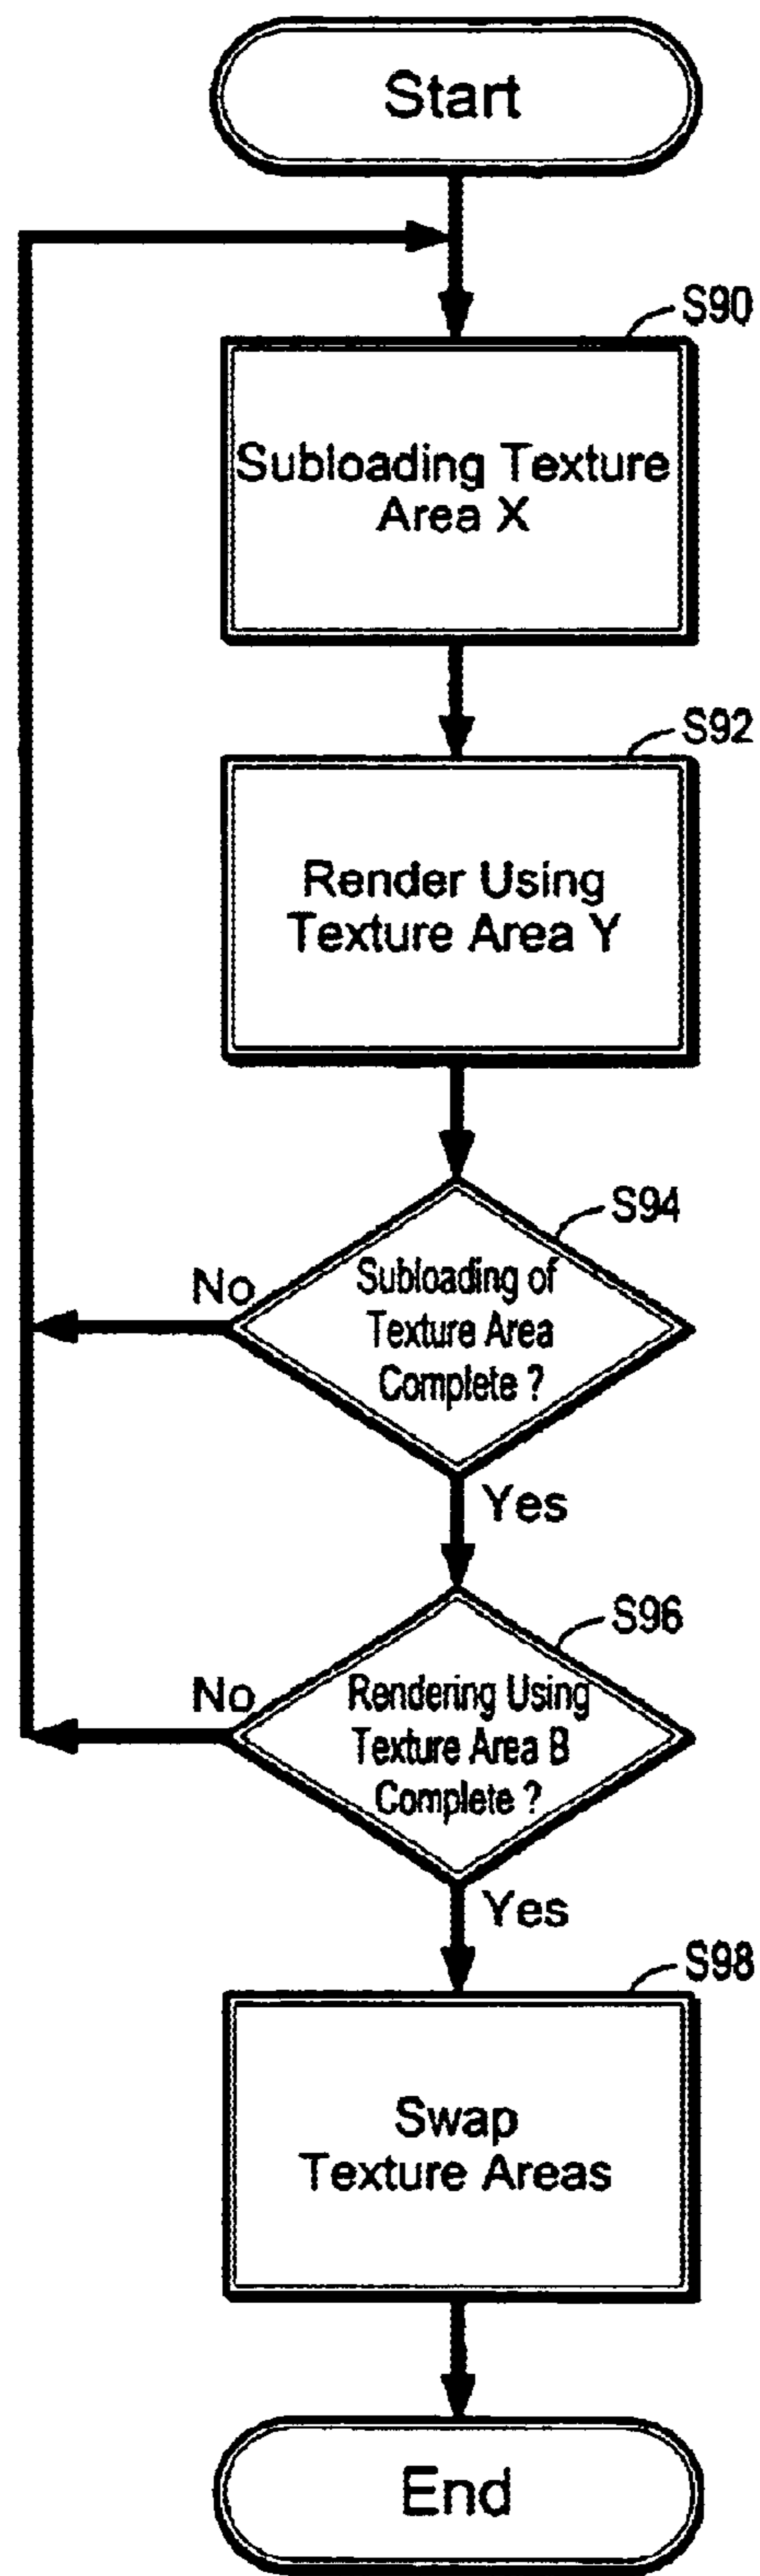 Start
S90
Subloading Texture
Area X
S92
Render Using
Texture Area Y
S94
No
Subloading of
Texture Area
Complete ?
Yes
S96
No
Rendering Using
Texture Area B
Complete ?
Yes
S98
Swap
Texture Areas
End